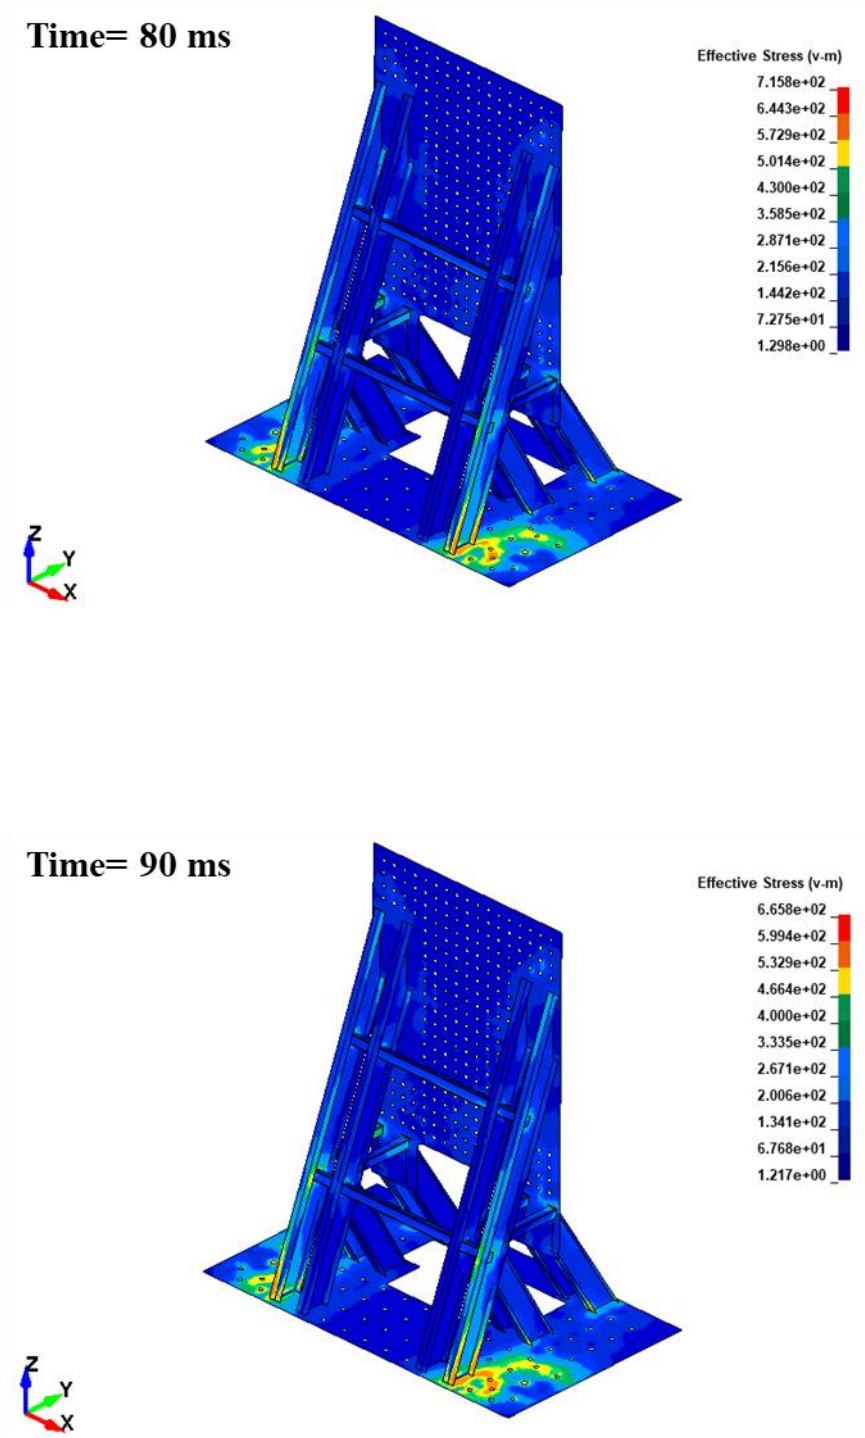 Time= 80 ms
Effective Stress (v-m)
7.158e+02
6.443e+02
5.729e+02
5.014e+02
4.300e+02
3.585e+02
2.871e+02
2.156e+02
1.442e+02
7.275e+01
1.298e+00
Z
Y
X
Time= 90 ms
Effective Stress (v-m)
6.658e+02
5.994e+02
5.329e+02
4.664e+02
4.000e+02
3.335e+02
2.671e+02
2.006e+02
1.341e+02
6.768e+01
1.217e+00
Z
Y
X